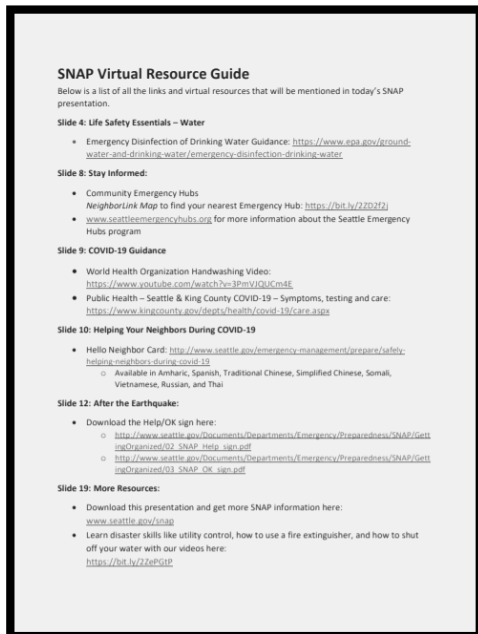 SNAP Virtual Resource Guide
Below is a list of all the links and virtual resources that will be mentioned in today's SNAP
presentation.
Slide 4: Life Safety Essentials – Water
• Emergency Disinfection of Drinking Water Guidance: https://www.epa.gov/ground-
water-and-drinking-water/emergency-disinfection-drinking-water
Slide 8: Stay Informed:
• Community Emergency Hubs
NeighborLink Map to find your nearest Emergency Hub: https://bit.ly/2ZD2f2j
• www.seattleemergencyhubs.org for more information about the Seattle Emergency
Hubs program
Slide 9: COVID-19 Guidance
• World Health Organization Handwashing Video:
https://www.youtube.com/watch?v=3PmVJQUCm4E
• Public Health – Seattle & King County COVID-19 – Symptoms, testing and care:
https://www.kingcounty.gov/depts/health/covid-19/care.aspx
Slide 10: Helping Your Neighbors During COVID-19
• Hello Neighbor Card: http://www.seattle.gov/emergency-management/prepare/safely-
helping-neighbors-during-covid-19
○ Available in Amharic, Spanish, Traditional Chinese, Simplified Chinese, Somali,
Vietnamese, Russian, and Thai
Slide 12: After the Earthquake:
• Download the Help/OK sign here:
○ http://www.seattle.gov/Documents/Departments/Emergency/Preparedness/SNAP/Gett
ingOrganized/02_SNAP_Help_sign.pdf
○ http://www.seattle.gov/Documents/Departments/Emergency/Preparedness/SNAP/Gett
ingOrganized/03_SNAP_OK_sign.pdf
Slide 19: More Resources:
• Download this presentation and get more SNAP information here:
www.seattle.gov/snap
• Learn disaster skills like utility control, how to use a fire extinguisher, and how to shut
off your water with our videos here:
https://bit.ly/2ZePGtP